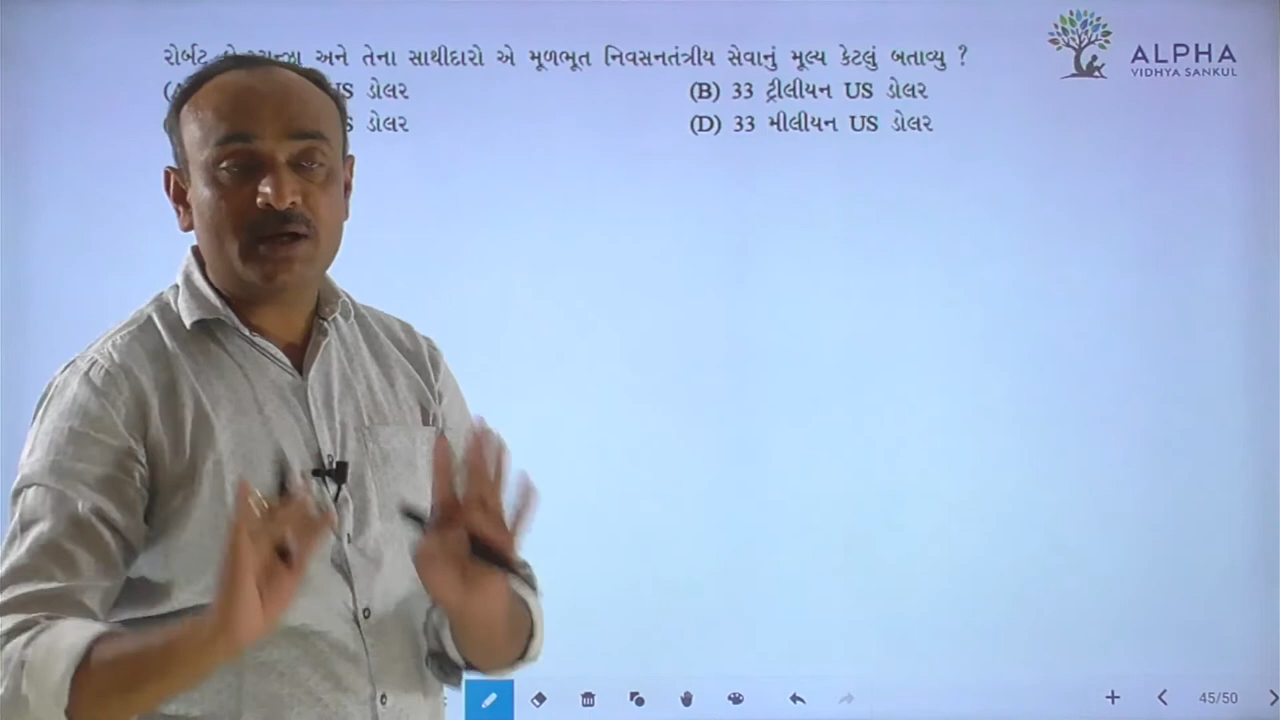 રોર્બટ અને તેના સાથીદારો એ મૂળભૂત નિવસનતંત્રીય સેવાનું મૂલ્ય કેટલું બતાવ્યુ ?
ડોલર
(B) 33 ટ્રીલીયન US ડોલર
ડોલર
(D) 33 મીલીયન US ડોલર
ALPHA
VIDHYA SANKUL
45/50